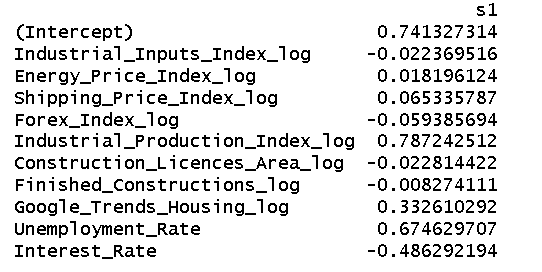 s1
(Intercept) 0.741327314
Industrial_Inputs_Index_log -0.022369516
Energy_Price_Index_log 0.018196124
Shipping_Price_Index_log 0.065335787
Forex_Index_log -0.059385694
Industrial_Production_Index_log 0.787242512
Construction_Licences_Area_log -0.022814422
Finished_Constructions_log -0.008274111
Google_Trends_Housing_log 0.332610292
Unemployment_Rate 0.674629707
Interest_Rate -0.486292194